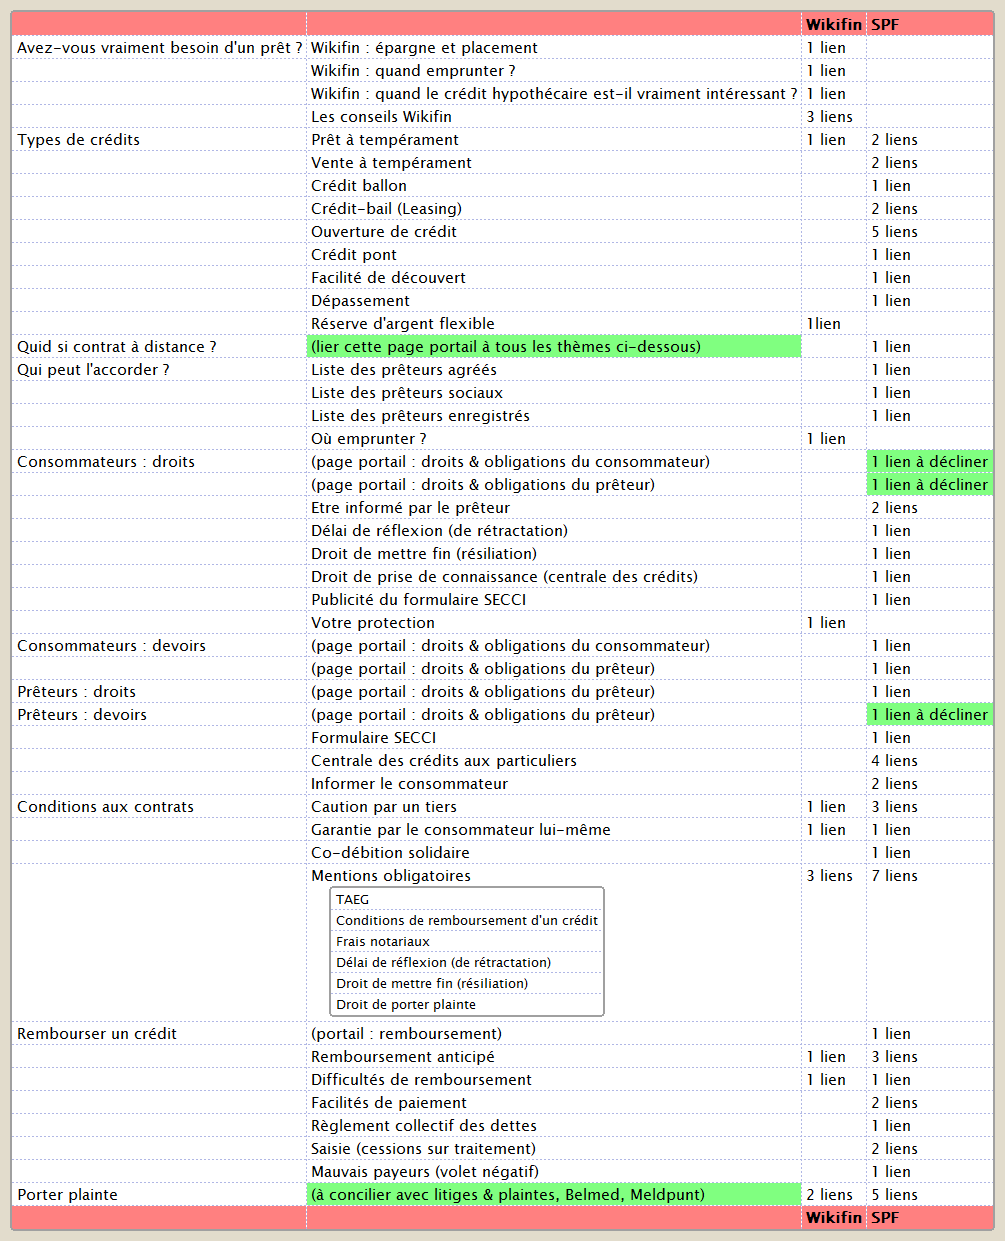 Wikifin SPF
Avez-vous vraiment besoin d'un prêt ? Wikifin : épargne et placement 1 lien
Wikifin : quand emprunter ? 1 lien
Wikifin : quand le crédit hypothécaire est-il vraiment intéressant ? 1 lien
Les conseils Wikifin 3 liens
Types de crédits Prêt à tempérament 1 lien 2 liens
Vente à tempérament 2 liens
Crédit ballon 1 lien
Crédit-bail (Leasing) 2 liens
Ouverture de crédit 5 liens
Crédit pont 1 lien
Facilité de découvert 1 lien
Dépassement 1 lien
Réserve d'argent flexible 1lien
Quid si contrat à distance ? (lier cette page portail à tous les thèmes ci-dessous) 1 lien
Qui peut l'accorder ? Liste des prêteurs agréés 1 lien
Liste des prêteurs sociaux 1 lien
Liste des prêteurs enregistrés 1 lien
Où emprunter ? 1 lien
Consommateurs : droits (page portail : droits & obligations du consommateur) 1 lien à décliner
(page portail : droits & obligations du prêteur) 1 lien à décliner
Etre informé par le prêteur 2 liens
Délai de réflexion (de rétractation) 1 lien
Droit de mettre fin (résiliation) 1 lien
Droit de prise de connaissance (centrale des crédits) 1 lien
Publicité du formulaire SECCI 1 lien
Votre protection 1 lien
Consommateurs : devoirs (page portail : droits & obligations du consommateur) 1 lien
(page portail : droits & obligations du prêteur) 1 lien
Prêteurs : droits (page portail : droits & obligations du prêteur) 1 lien
Prêteurs : devoirs (page portail : droits & obligations du prêteur) 1 lien à décliner
Formulaire SECCI 1 lien
Centrale des crédits aux particuliers 4 liens
Informer le consommateur 2 liens
Conditions aux contrats Caution par un tiers 1 lien 3 liens
Garantie par le consommateur lui-même 1 lien 1 lien
Co-débition solidaire 1 lien
Mentions obligatoires 3 liens 7 liens
TAEG
Conditions de remboursement d'un crédit
Frais notariaux
Délai de réflexion (de rétractation)
Droit de mettre fin (résiliation)
Droit de porter plainte
Rembourser un crédit (portail : remboursement) 1 lien
Remboursement anticipé 1 lien 3 liens
Difficultés de remboursement 1 lien 1 lien
Facilités de paiement 2 liens
Règlement collectif des dettes 1 lien
Saisie (cessions sur traitement) 2 liens
Mauvais payeurs (volet négatif) 1 lien
Porter plainte (à concilier avec litiges & plaintes, Belmed, Meldpunt) 2 liens 5 liens
Wikifin SPF